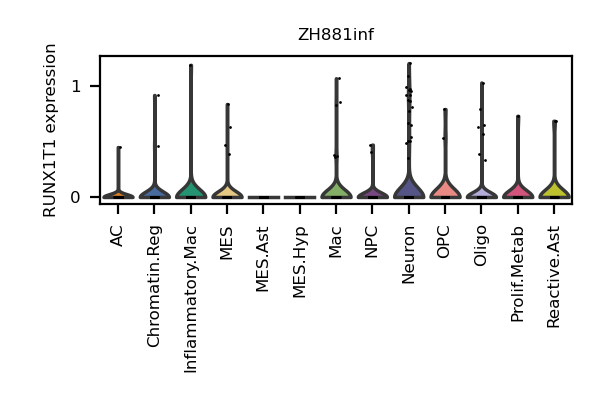 ZH881inf
RUNX1T1 expression
1
0
AC
Chromatin.Reg
Inflammatory.Mac
MES
MES.Ast
MES.Hyp
Mac
NPC
Neuron
OPC
Oligo
Prolif.Metab
Reactive.Ast